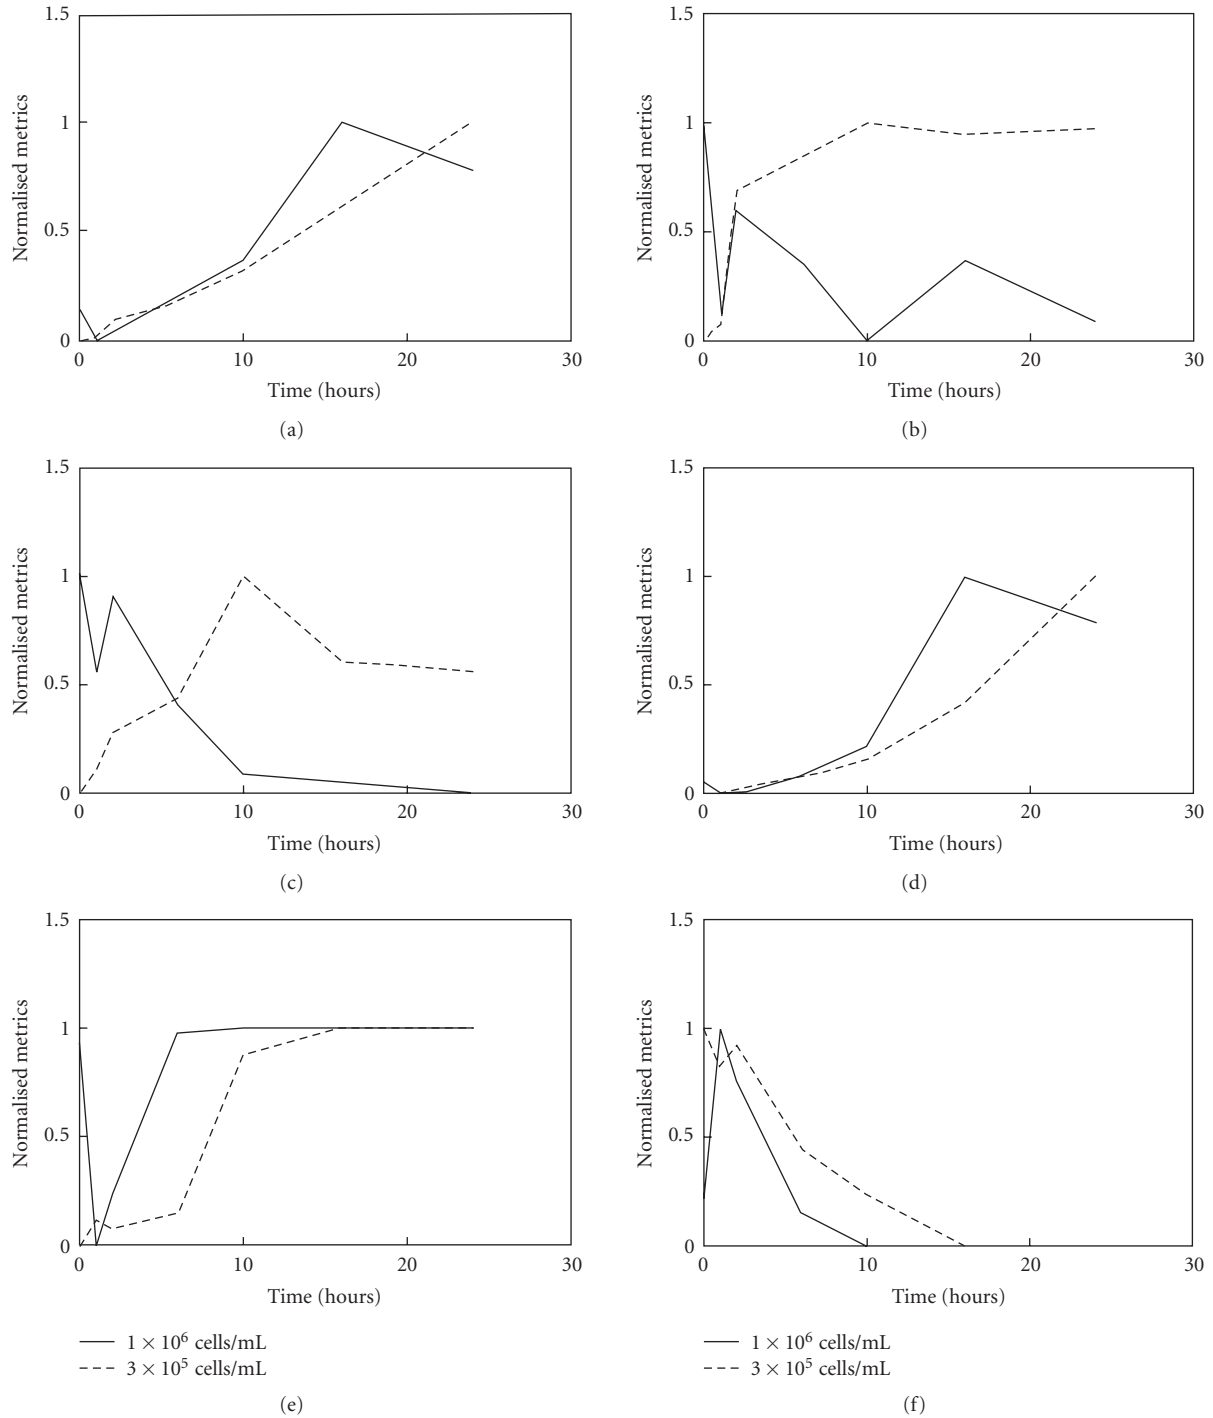 1.5
1
0.5
0
Normalised metrics
0 10 20 30
Time (hours)
(a)
1.5
1
0.5
0
Normalised metrics
0 10 20 30
Time (hours)
(b)
1.5
1
0.5
0
Normalised metrics
0 10 20 30
Time (hours)
(c)
1.5
1
0.5
0
Normalised metrics
0 10 20 30
Time (hours)
(d)
1.5
1
0.5
0
Normalised metrics
0 10 20 30
Time (hours)
1 × 10⁶ cells/mL
3 × 10⁵ cells/mL
(e)
1.5
1
0.5
0
Normalised metrics
0 10 20 30
Time (hours)
1 × 10⁶ cells/mL
3 × 10⁵ cells/mL
(f)